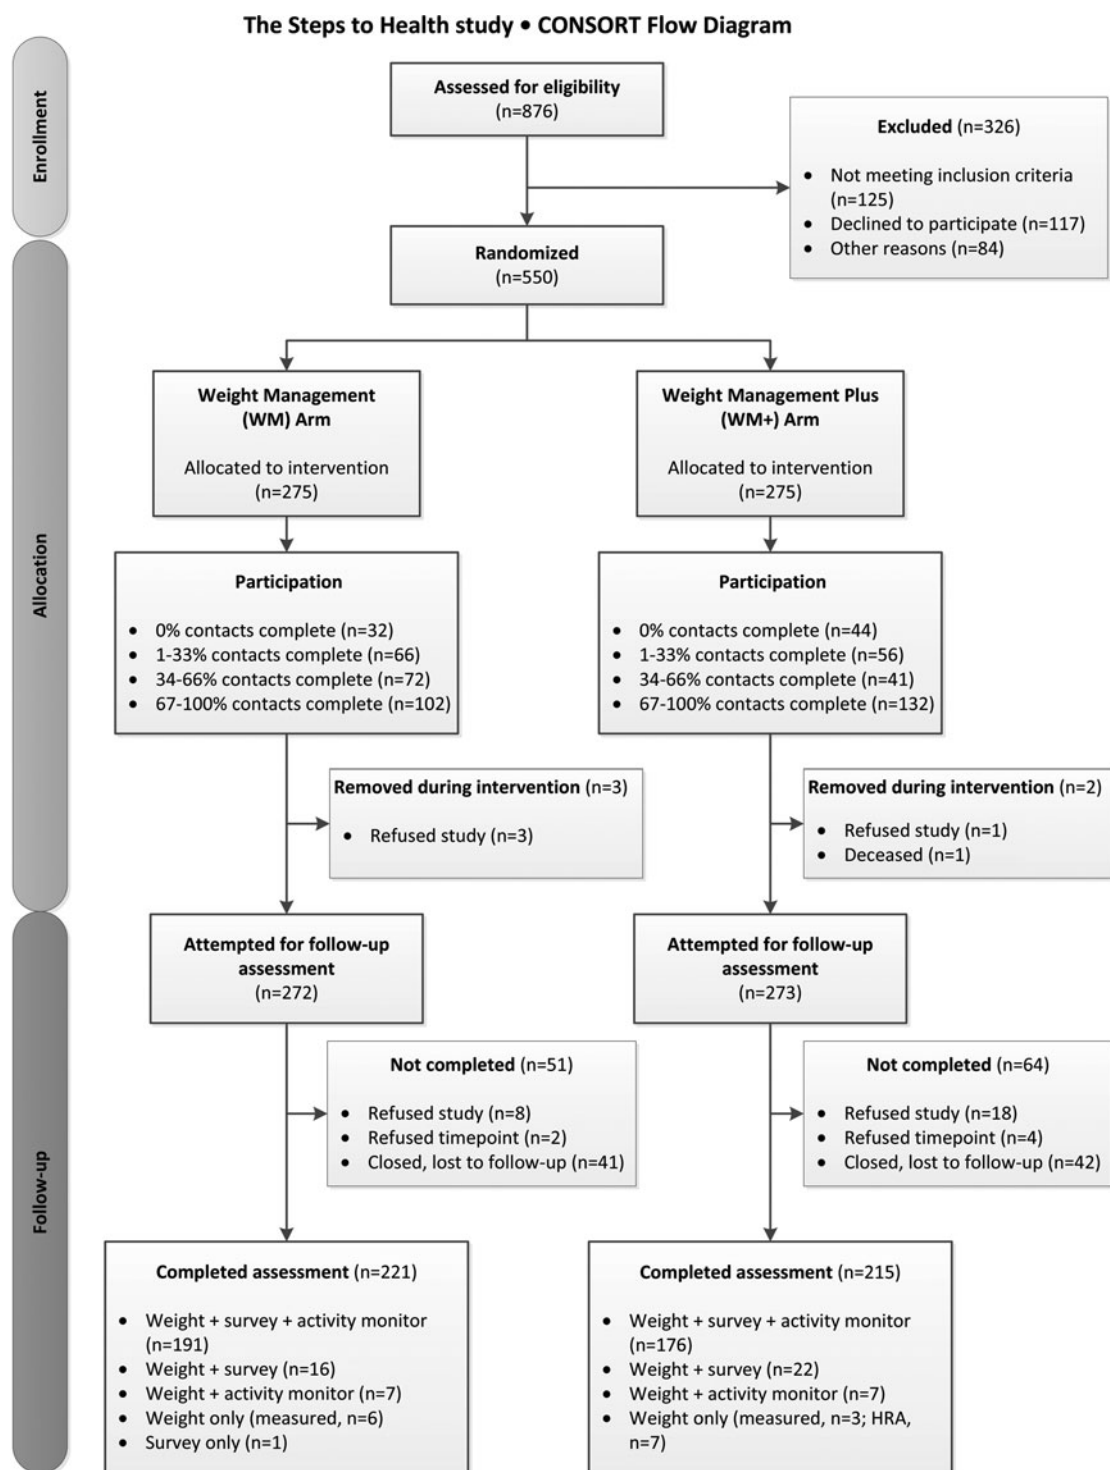 The Steps to Health study • CONSORT Flow Diagram
Enrollment
Assessed for eligibility
(n=876)
Excluded (n=326)
• Not meeting inclusion criteria
(n=125)
• Declined to participate (n=117)
• Other reasons (n=84)
Randomized
(n=550)
Allocation
Weight Management
(WM) Arm
Allocated to intervention
(n=275)
Weight Management Plus
(WM+) Arm
Allocated to intervention
(n=275)
Participation
• 0% contacts complete (n=32)
• 1-33% contacts complete (n=66)
• 34-66% contacts complete (n=72)
• 67-100% contacts complete (n=102)
Participation
• 0% contacts complete (n=44)
• 1-33% contacts complete (n=56)
• 34-66% contacts complete (n=41)
• 67-100% contacts complete (n=132)
Removed during intervention (n=3)
• Refused study (n=3)
Removed during intervention (n=2)
• Refused study (n=1)
• Deceased (n=1)
Follow-up
Attempted for follow-up
assessment
(n=272)
Attempted for follow-up
assessment
(n=273)
Not completed (n=51)
• Refused study (n=8)
• Refused timepoint (n=2)
• Closed, lost to follow-up (n=41)
Not completed (n=64)
• Refused study (n=18)
• Refused timepoint (n=4)
• Closed, lost to follow-up (n=42)
Completed assessment (n=221)
• Weight + survey + activity monitor
(n=191)
• Weight + survey (n=16)
• Weight + activity monitor (n=7)
• Weight only (measured, n=6)
• Survey only (n=1)
Completed assessment (n=215)
• Weight + survey + activity monitor
(n=176)
• Weight + survey (n=22)
• Weight + activity monitor (n=7)
• Weight only (measured, n=3; HRA,
n=7)